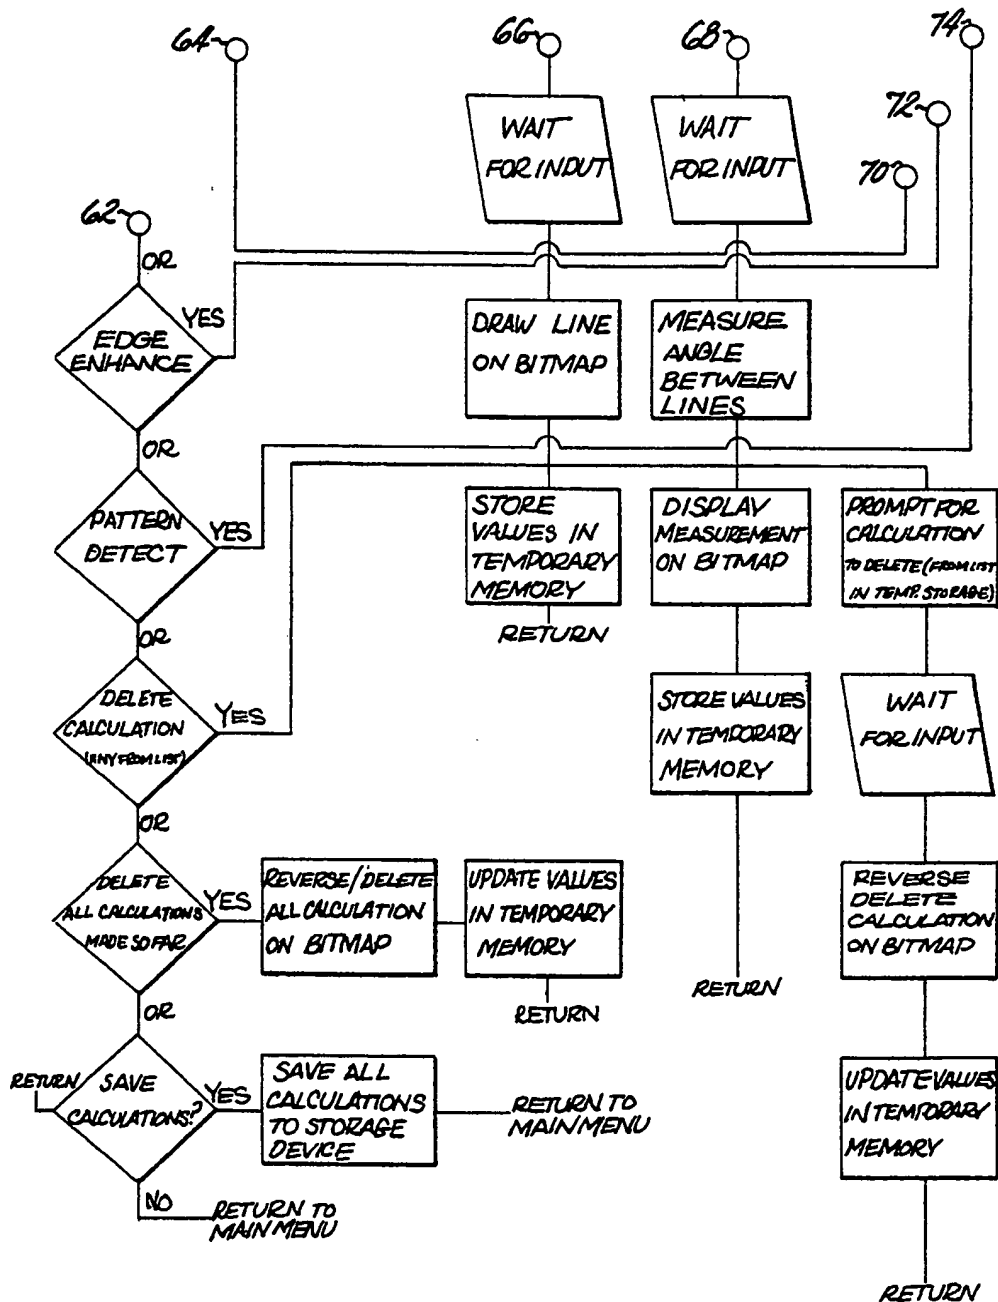 64
66
68
74
72
70
62
WAIT
FOR INPUT
WAIT
FOR INPUT
OR
EDGE
ENHANCE
YES
DRAW LINE
ON BITMAP
MEASURE
ANGLE
BETWEEN
LINES
OR
PATTERN
DETECT
YES
STORE
VALUES IN
TEMPORARY
MEMORY
RETURN
DISPLAY
MEASUREMENT
ON BITMAP
PROMPT FOR
CALCULATION
TO DELETE (FROM LIST
IN TEMP. STORAGE)
OR
DELETE
CALCULATION
(ANY FROM LIST)
YES
STORE VALUES
IN TEMPORARY
MEMORY
WAIT
FOR INPUT
OR
DELETE
ALL CALCULATIONS
MADE SO FAR
YES
REVERSE/DELETE
ALL CALCULATION
ON BITMAP
UPDATE VALUES
IN TEMPORARY
MEMORY
RETURN
RETURN
REVERSE
DELETE
CALCULATION
ON BITMAP
OR
RETURN
SAVE
CALCULATIONS?
YES
SAVE ALL
CALCULATIONS
TO STORAGE
DEVICE
RETURN TO
MAIN MENU
UPDATE VALUES
IN TEMPORARY
MEMORY
NO
RETURN TO
MAIN MENU
RETURN